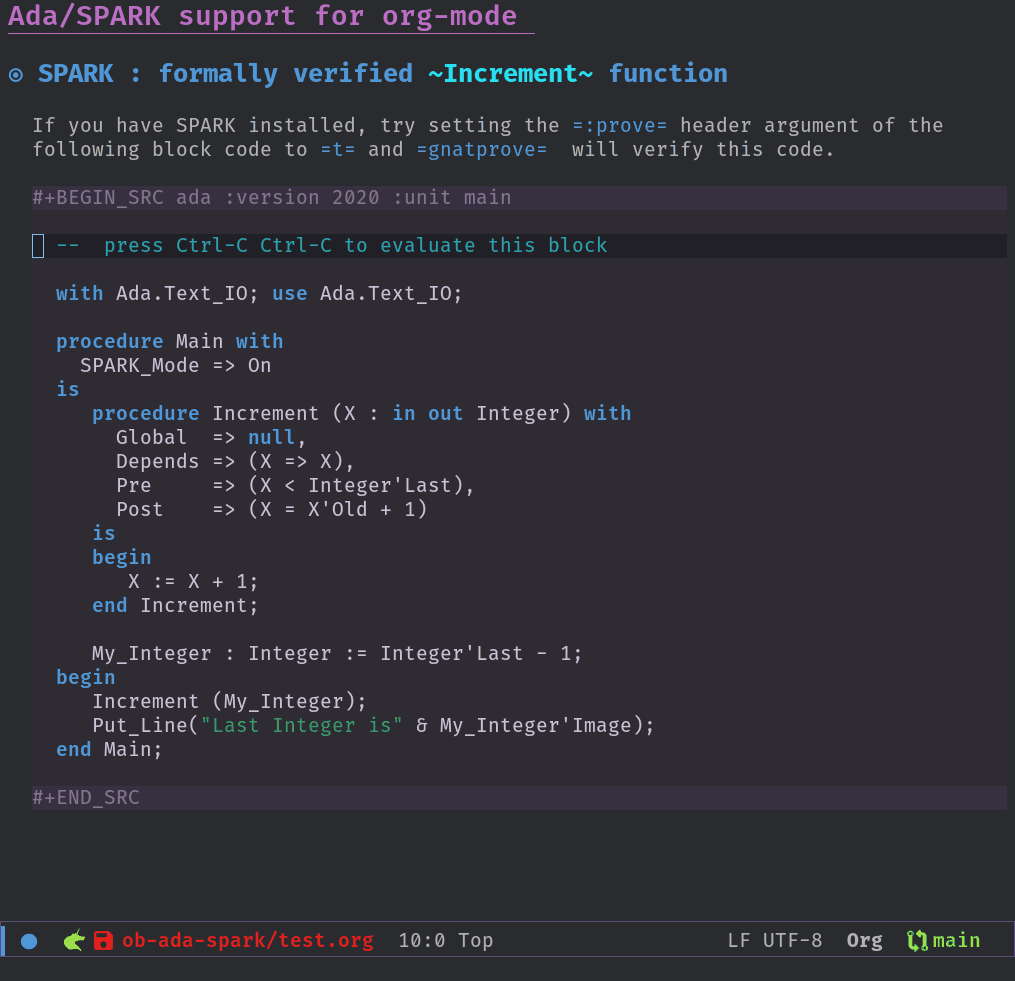 Ada/SPARK support for org-mode
SPARK : formally verified ~Increment~ function
If you have SPARK installed, try setting the =:prove= header argument of the
following block code to =t= and =gnatprove=  will verify this code.
#+BEGIN_SRC ada :version 2020 :unit main
--  press Ctrl-C Ctrl-C to evaluate this block
with Ada.Text_IO; use Ada.Text_IO;
procedure Main with
  SPARK_Mode => On
is
   procedure Increment (X : in out Integer) with
     Global  => null,
     Depends => (X => X),
     Pre     => (X < Integer'Last),
     Post    => (X = X'Old + 1)
   is
   begin
      X := X + 1;
   end Increment;
   My_Integer : Integer := Integer'Last - 1;
begin
   Increment (My_Integer);
   Put_Line("Last Integer is" & My_Integer'Image);
end Main;
#+END_SRC
ob-ada-spark/test.org  10:0 Top  LF UTF-8  Org  main